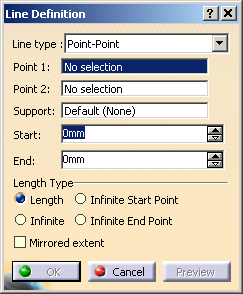 Line Definition
Line type : Point-Point
Point 1: No selection
Point 2: No selection
Support: Default (None)
Start: 0mm
End: 0mm
Length Type
Length Infinite Start Point
Infinite Infinite End Point
Mirrored extent
OK Cancel Preview